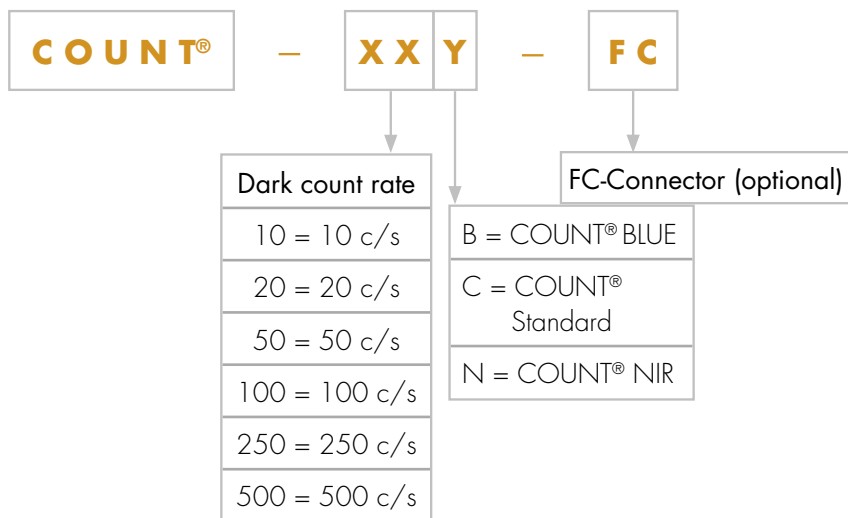 COUNT® – XXY – FC
Dark count rate
10 = 10 c/s
20 = 20 c/s
50 = 50 c/s
100 = 100 c/s
250 = 250 c/s
500 = 500 c/s
B = COUNT® BLUE
C = COUNT®
Standard
N = COUNT® NIR
FC-Connector (optional)